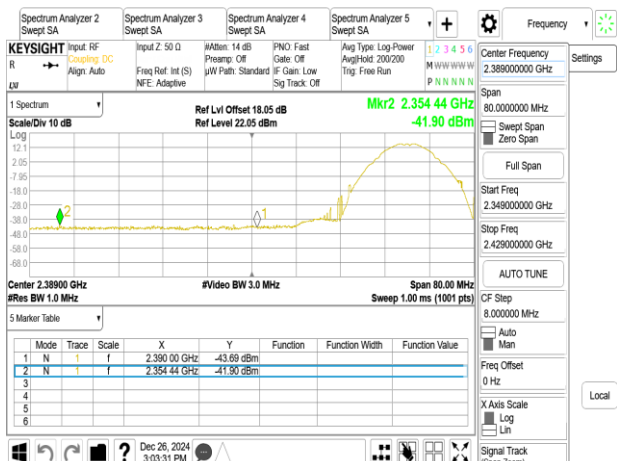 Spectrum Analyzer 2
Swept SA
Spectrum Analyzer 3
Swept SA
Spectrum Analyzer 4
Swept SA
Spectrum Analyzer 5
Swept SA
+
Frequency
Settings
KEYSIGHT
R
Input: RF
Coupling: DC
Align: Auto
Input Z: 50 Ω
Freq Ref: Int (S)
NFE: Adaptive
#Atten: 14 dB
Preamp: Off
µW Path: Standard
PNO: Fast
Gate: Off
IF Gain: Low
Sig Track: Off
Avg Type: Log-Power
Avg|Hold: 200/200
Trig: Free Run
1 2 3 4 5 6
M W W W W W
P N N N N N
1 Spectrum
Scale/Div 10 dB
Log
Ref Lvl Offset 18.05 dB
Ref Level 22.05 dBm
Mkr2 2.354 44 GHz
-41.90 dBm
12.1
2.05
-7.95
-18.0
-28.0
-38.0
-48.0
-58.0
-68.0
2
1
Center 2.38900 GHz
#Res BW 1.0 MHz
#Video BW 3.0 MHz
Span 80.00 MHz
Sweep 1.00 ms (1001 pts)
5 Marker Table
Mode Trace Scale X Y Function Function Width Function Value
1 N 1 f 2.390 00 GHz -43.69 dBm
2 N 1 f 2.354 44 GHz -41.90 dBm
3
4
5
6
Dec 26, 2024
3:03:31 PM
Center Frequency
2.389000000 GHz
Span
80.0000000 MHz
Swept Span
Zero Span
Full Span
Start Freq
2.349000000 GHz
Stop Freq
2.429000000 GHz
AUTO TUNE
CF Step
8.000000 MHz
Auto
Man
Freq Offset
0 Hz
X Axis Scale
Log
Lin
Signal Track
(Span Zoom)
Local